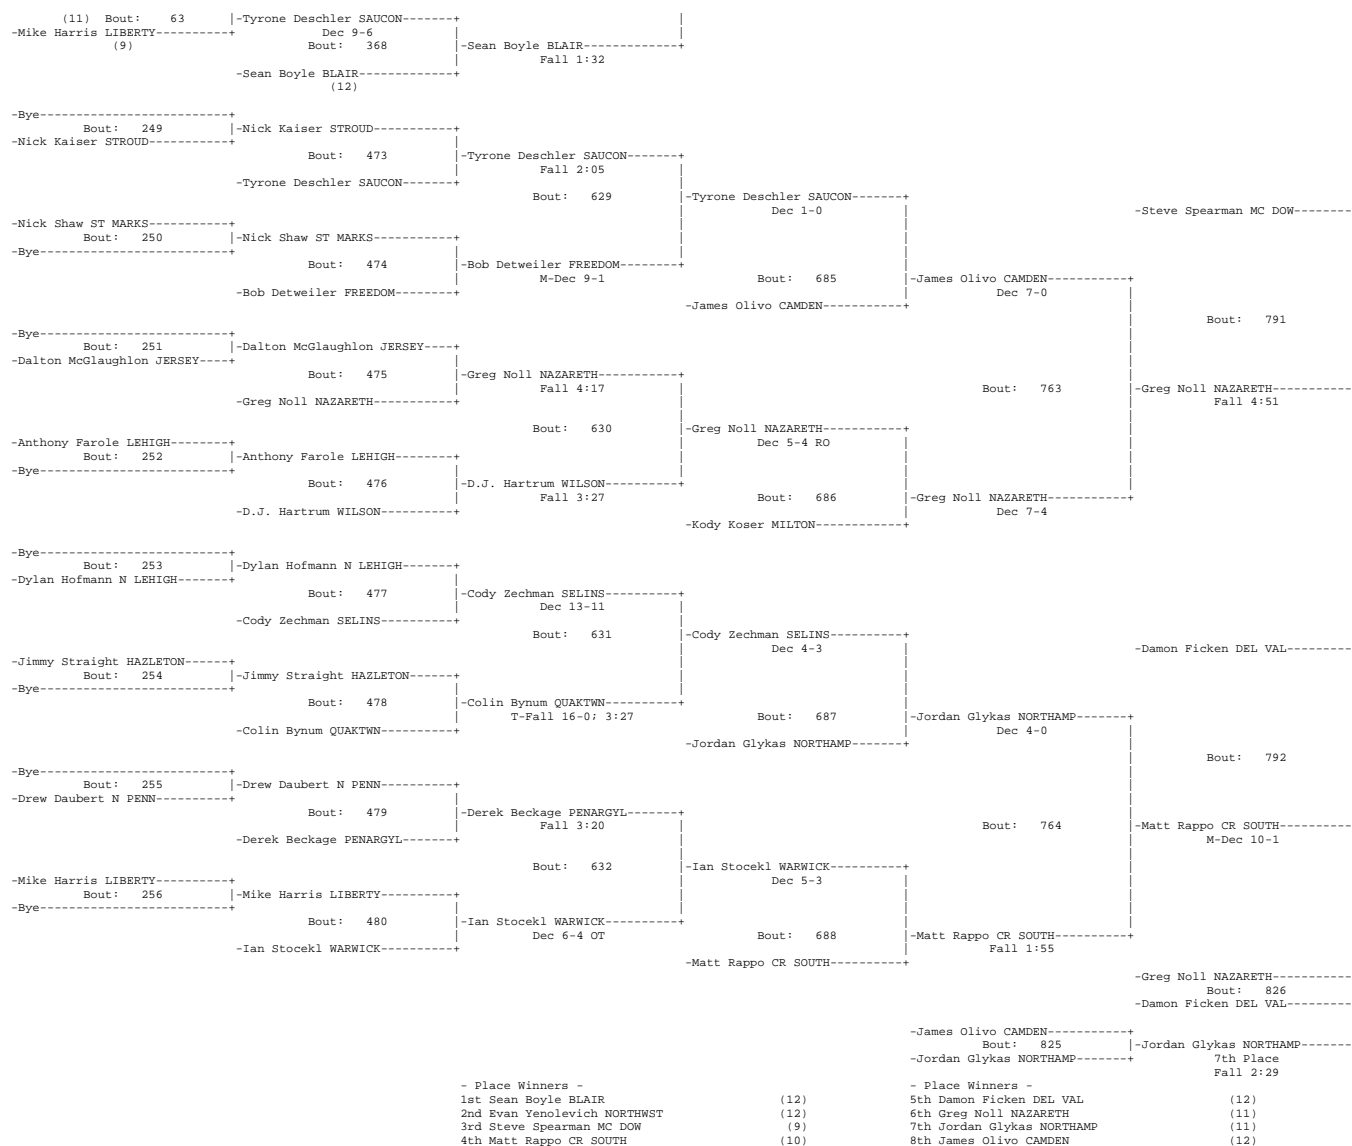 (11) Bout: 63 |-Tyrone Deschler SAUCON-------+ |
-Mike Harris LIBERTY----------+ Dec 9-6 | |
(9) Bout: 368 |-Sean Boyle BLAIR-------------+
| Fall 1:32
-Sean Boyle BLAIR-------------+
(12)
-Bye--------------------------+
Bout: 249 |-Nick Kaiser STROUD-----------+
-Nick Kaiser STROUD-----------+ |
Bout: 473 |-Tyrone Deschler SAUCON-------+
| Fall 2:05 |
-Tyrone Deschler SAUCON-------+ |
Bout: 629 |-Tyrone Deschler SAUCON-------+
| Dec 1-0 | -Steve Spearman MC DOW--------
-Nick Shaw ST MARKS-----------+ | |
Bout: 250 |-Nick Shaw ST MARKS-----------+ | |
-Bye--------------------------+ | | |
Bout: 474 |-Bob Detweiler FREEDOM--------+ |
| M-Dec 9-1 Bout: 685 |-James Olivo CAMDEN-----------+
-Bob Detweiler FREEDOM--------+ | Dec 7-0 |
-James Olivo CAMDEN-----------+ |
| Bout: 791
-Bye--------------------------+ |
Bout: 251 |-Dalton McGlaughlon JERSEY----+ |
-Dalton McGlaughlon JERSEY----+ | |
Bout: 475 |-Greg Noll NAZARETH-----------+ |
| Fall 4:17 | Bout: 763 |-Greg Noll NAZARETH-----------
-Greg Noll NAZARETH-----------+ | | Fall 4:51
Bout: 630 |-Greg Noll NAZARETH-----------+ |
-Anthony Farole LEHIGH--------+ | Dec 5-4 RO | |
Bout: 252 |-Anthony Farole LEHIGH--------+ | | |
-Bye--------------------------+ | | | |
Bout: 476 |-D.J. Hartrum WILSON----------+ | |
| Fall 3:27 Bout: 686 |-Greg Noll NAZARETH-----------+
-D.J. Hartrum WILSON----------+ | Dec 7-4
-Kody Koser MILTON------------+
-Bye--------------------------+
Bout: 253 |-Dylan Hofmann N LEHIGH-------+
-Dylan Hofmann N LEHIGH-------+ |
Bout: 477 |-Cody Zechman SELINS----------+
| Dec 13-11 |
-Cody Zechman SELINS----------+ |
Bout: 631 |-Cody Zechman SELINS----------+
| Dec 4-3 | -Damon Ficken DEL VAL---------
-Jimmy Straight HAZLETON------+ | |
Bout: 254 |-Jimmy Straight HAZLETON------+ | |
-Bye--------------------------+ | | |
Bout: 478 |-Colin Bynum QUAKTWN----------+ |
| T-Fall 16-0; 3:27 Bout: 687 |-Jordan Glykas NORTHAMP-------+
-Colin Bynum QUAKTWN----------+ | Dec 4-0 |
-Jordan Glykas NORTHAMP-------+ |
| Bout: 792
-Bye--------------------------+ |
Bout: 255 |-Drew Daubert N PENN----------+ |
-Drew Daubert N PENN----------+ | |
Bout: 479 |-Derek Beckage PENARGYL-------+ |
| Fall 3:20 | Bout: 764 |-Matt Rappo CR SOUTH----------
-Derek Beckage PENARGYL-------+ | | M-Dec 10-1
Bout: 632 |-Ian Stocekl WARWICK----------+ |
-Mike Harris LIBERTY----------+ | Dec 5-3 | |
Bout: 256 |-Mike Harris LIBERTY----------+ | | |
-Bye--------------------------+ | | | |
Bout: 480 |-Ian Stocekl WARWICK----------+ | |
| Dec 6-4 OT Bout: 688 |-Matt Rappo CR SOUTH----------+
-Ian Stocekl WARWICK----------+ | Fall 1:55
-Matt Rappo CR SOUTH----------+
-Greg Noll NAZARETH-----------
Bout: 826
-Damon Ficken DEL VAL---------
-James Olivo CAMDEN-----------+
Bout: 825 |-Jordan Glykas NORTHAMP-------
-Jordan Glykas NORTHAMP-------+ 7th Place
Fall 2:29
- Place Winners - - Place Winners -
1st Sean Boyle BLAIR (12) 5th Damon Ficken DEL VAL (12)
2nd Evan Yenolevich NORTHWST (12) 6th Greg Noll NAZARETH (11)
3rd Steve Spearman MC DOW (9) 7th Jordan Glykas NORTHAMP (11)
4th Matt Rappo CR SOUTH (10) 8th James Olivo CAMDEN (12)